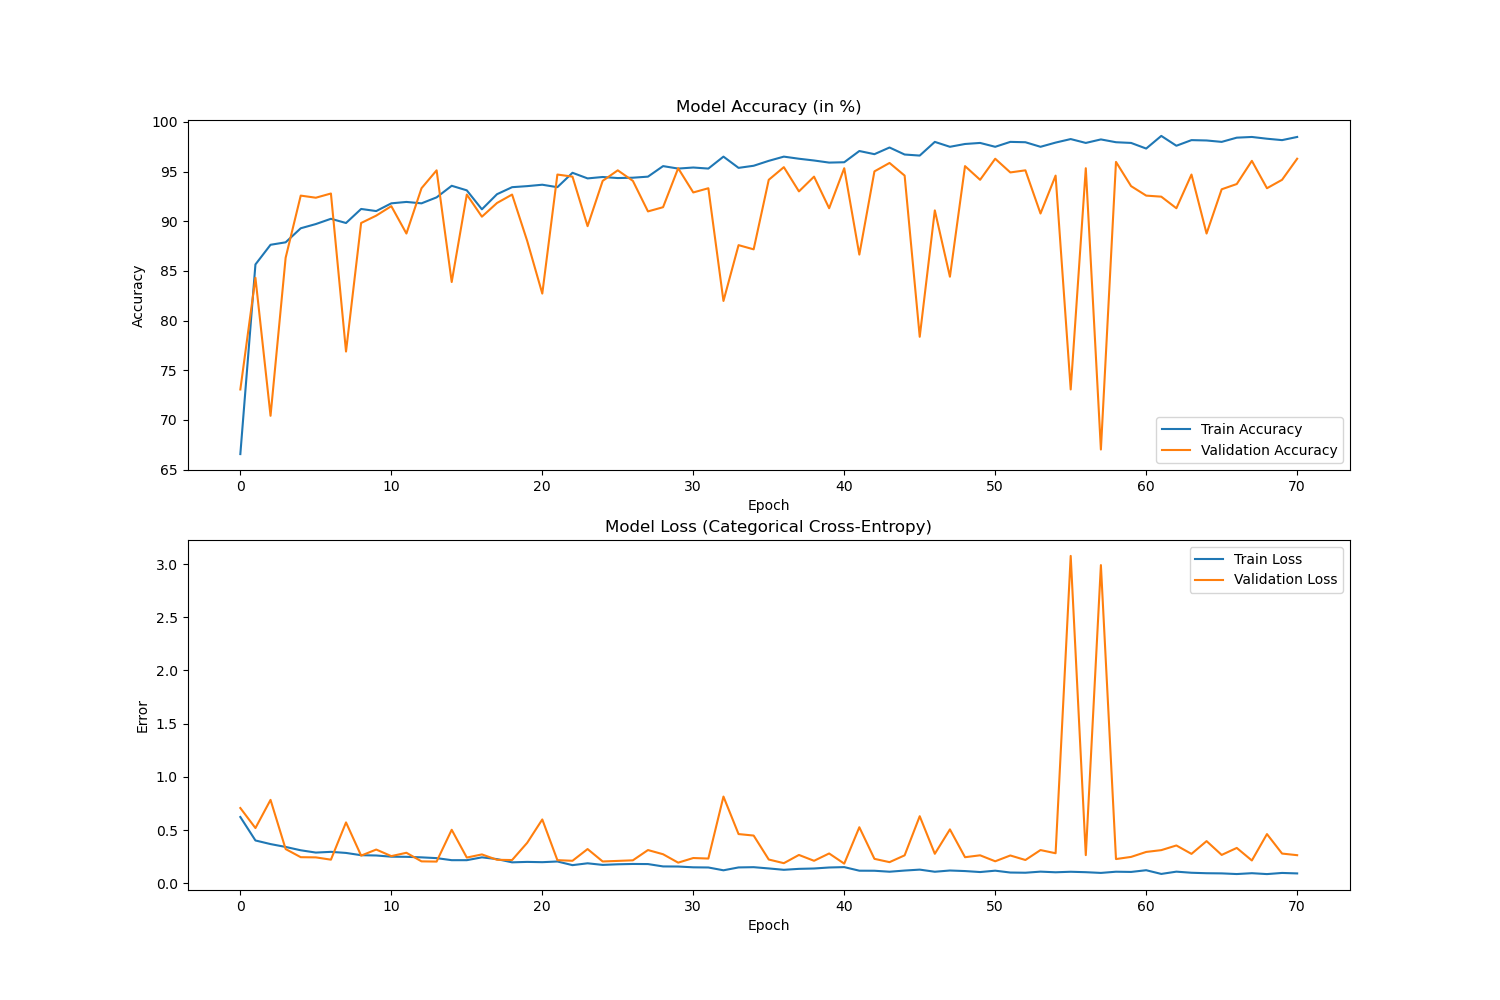 Model Accuracy (in %)
100
95
90
85
80
75
70
65
Accuracy
0 10 20 30 40 50 60 70
Epoch
Train Accuracy
Validation Accuracy
Model Loss (Categorical Cross-Entropy)
3.0
2.5
2.0
1.5
1.0
0.5
0.0
Error
0 10 20 30 40 50 60 70
Epoch
Train Loss
Validation Loss